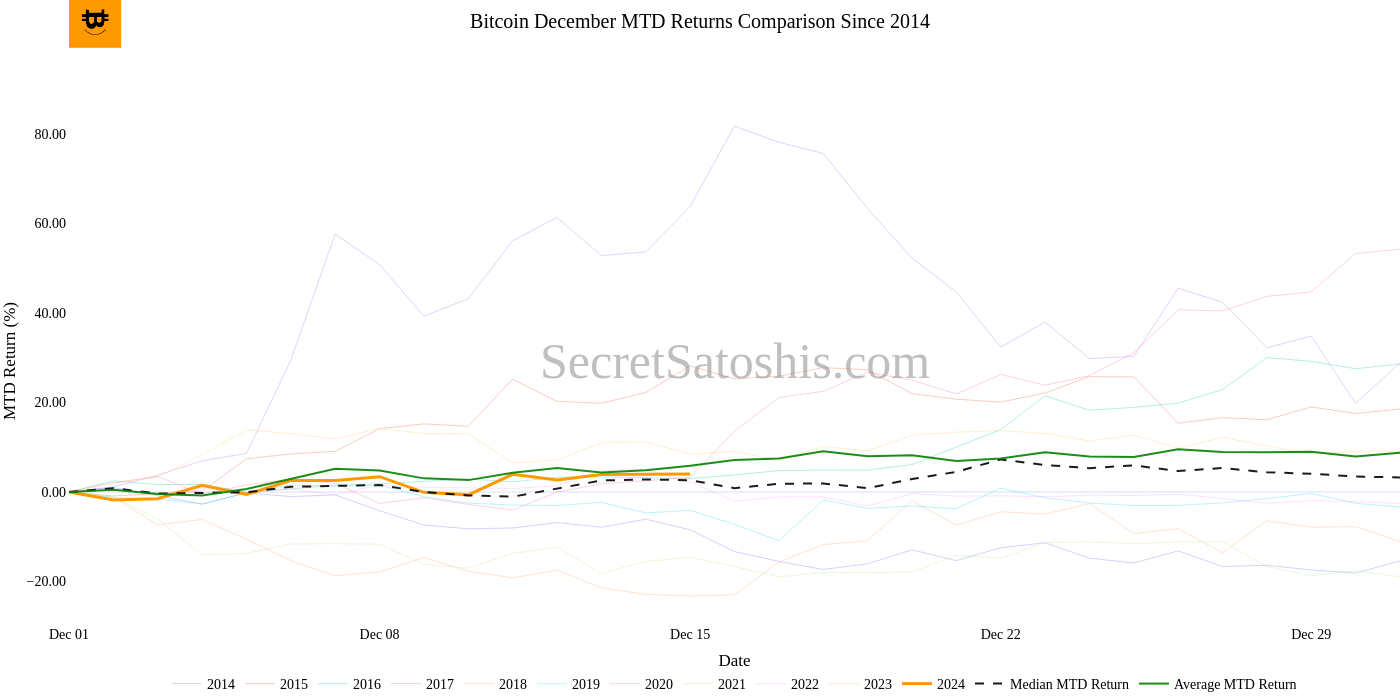 Bitcoin December MTD Returns Comparison Since 2014
MTD Return (%)
80.00
60.00
40.00
20.00
0.00
−20.00
SecretSatoshis.com
Dec 01 Dec 08 Dec 15 Dec 22 Dec 29
Date
2014 2015 2016 2017 2018 2019 2020 2021 2022 2023 2024 Median MTD Return Average MTD Return